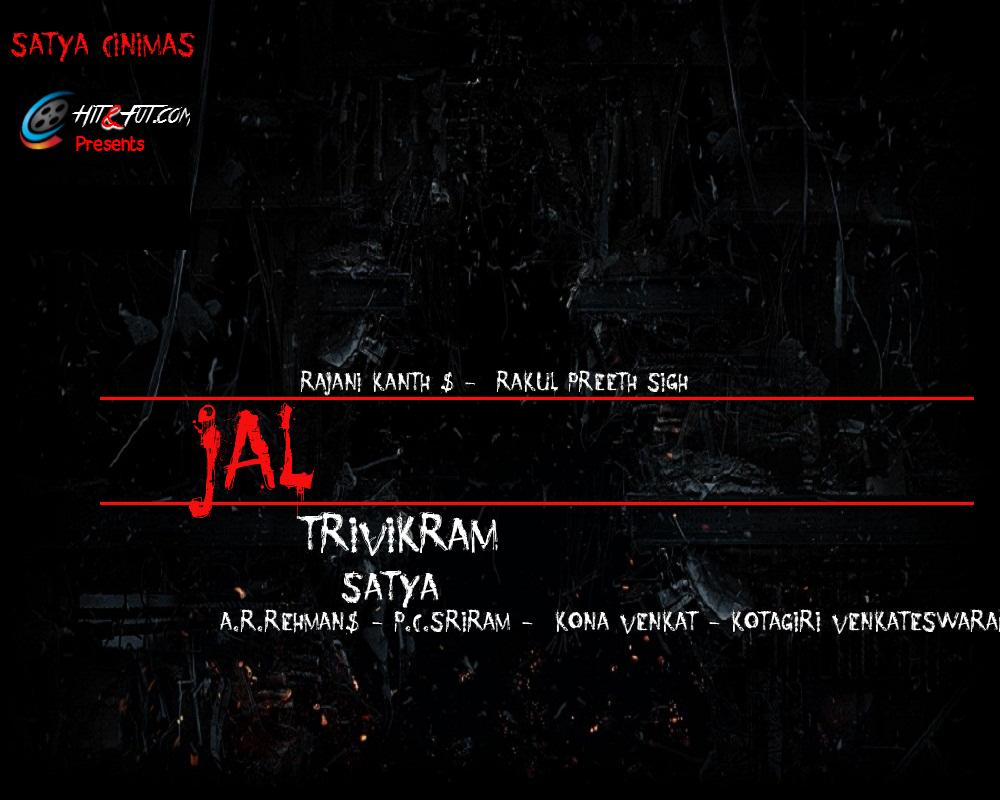 SATYA CINIMAS
HIT&FUT.COM
Presents
RAJANI KANTH $ - RAKUL PREETH SIGH
JAL
TRIVIKRAM
SATYA
A.R.REHMAN$ - P.C.SRIRAM - KONA VENKAT - KOTAGIRI VENKATESWARA